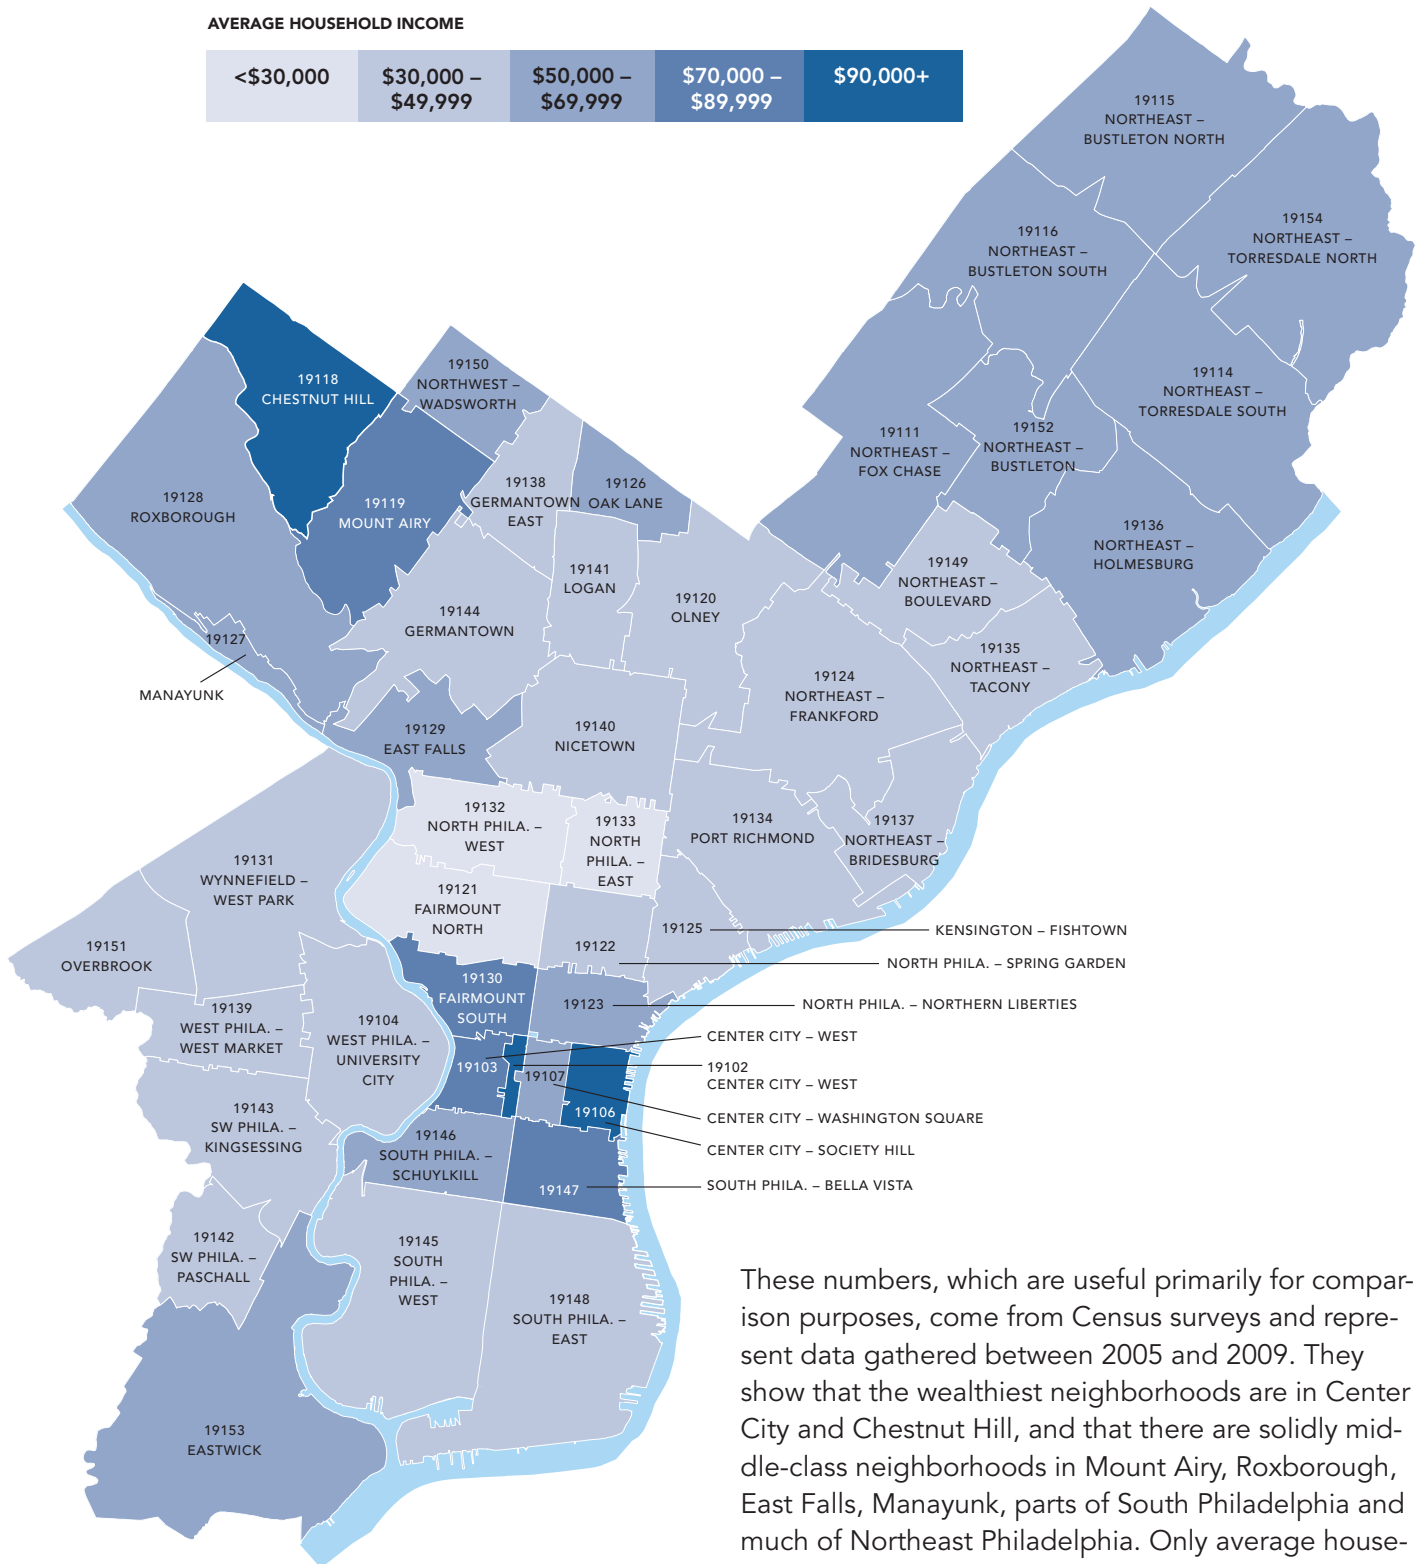 AVERAGE HOUSEHOLD INCOME
<$30,000
$30,000 –
$49,999
$50,000 –
$69,999
$70,000 –
$89,999
$90,000+
19115
NORTHEAST –
BUSTLETON NORTH
19154
NORTHEAST –
TORRESDALE NORTH
19116
NORTHEAST –
BUSTLETON SOUTH
19114
NORTHEAST –
TORRESDALE SOUTH
19150
NORTHWEST –
WADSWORTH
19118
CHESTNUT HILL
19111
NORTHEAST –
FOX CHASE
19152
NORTHEAST –
BUSTLETON
19128
ROXBOROUGH
19119
MOUNT AIRY
19138
GERMANTOWN
EAST
19126
OAK LANE
19136
NORTHEAST –
HOLMESBURG
19149
NORTHEAST –
BOULEVARD
19141
LOGAN
19144
GERMANTOWN
19120
OLNEY
19127
MANAYUNK
19135
NORTHEAST –
TACONY
19124
NORTHEAST –
FRANKFORD
19129
EAST FALLS
19140
NICETOWN
19132
NORTH PHILA. –
WEST
19133
NORTH
PHILA. –
EAST
19134
PORT RICHMOND
19137
NORTHEAST –
BRIDESBURG
19131
WYNNEFIELD –
WEST PARK
19121
FAIRMOUNT
NORTH
19151
OVERBROOK
19125
KENSINGTON – FISHTOWN
19122
NORTH PHILA. – SPRING GARDEN
19130
FAIRMOUNT
SOUTH
19123
NORTH PHILA. – NORTHERN LIBERTIES
19139
WEST PHILA. –
WEST MARKET
19104
WEST PHILA. –
UNIVERSITY
CITY
19103
CENTER CITY – WEST
19102
CENTER CITY – WEST
19107
CENTER CITY – WASHINGTON SQUARE
19106
CENTER CITY – SOCIETY HILL
19143
SW PHILA. –
KINGSESSING
19146
SOUTH PHILA. –
SCHUYLKILL
19147
SOUTH PHILA. – BELLA VISTA
19142
SW PHILA. –
PASCHALL
19145
SOUTH
PHILA. –
WEST
19148
SOUTH PHILA. –
EAST
19153
EASTWICK
These numbers, which are useful primarily for compar-
ison purposes, come from Census surveys and repre-
sent data gathered between 2005 and 2009. They
show that the wealthiest neighborhoods are in Center
City and Chestnut Hill, and that there are solidly mid-
dle-class neighborhoods in Mount Airy, Roxborough,
East Falls, Manayunk, parts of South Philadelphia and
much of Northeast Philadelphia. Only average house-